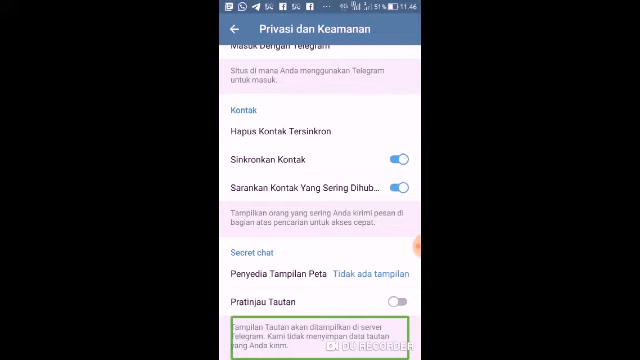 51% 11.46
Privasi dan Keamanan
Masuk Dengan Telegram
Situs di mana Anda menggunakan Telegram
untuk masuk.
Kontak
Hapus Kontak Tersinkron
Sinkronkan Kontak
Sarankan Kontak Yang Sering Dihub...
Tampilkan orang yang sering Anda kirimi pesan di
bagian atas pencarian untuk akses cepat.
Secret chat
Penyedia Tampilan Peta Tidak ada tampilan
Pratinjau Tautan
Tampilan Tautan akan ditampilkan di server
Telegram. Kami tidak menyimpan data tautan
yang Anda kirim.
DU RECORDER